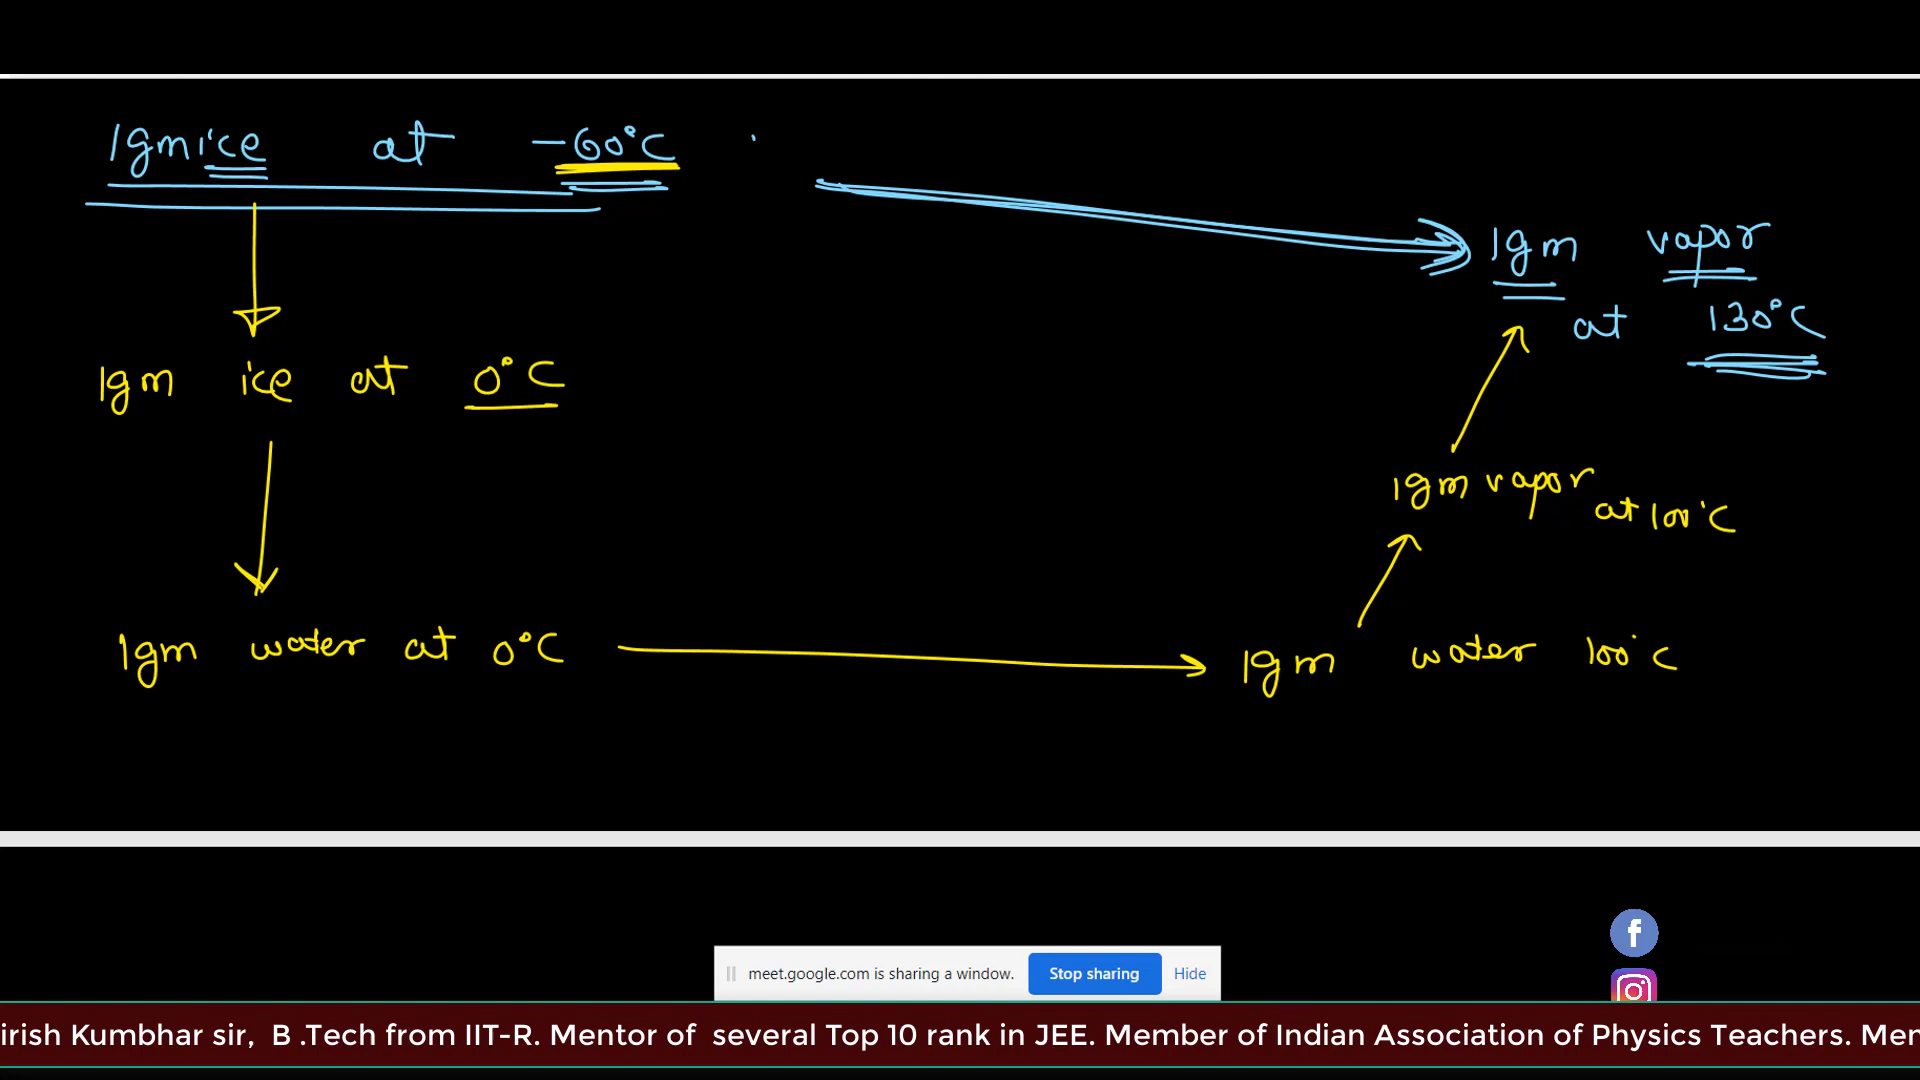 1gm ice at -60°C
1gm vapor
at 130°C
1gm ice at 0°C
1gm vapor at 100°C
1gm water at 0°C
1gm water 100°C
meet.google.com is sharing a window. Stop sharing Hide
irish Kumbhar sir, B .Tech from IIT-R. Mentor of several Top 10 rank in JEE. Member of Indian Association of Physics Teachers. Men